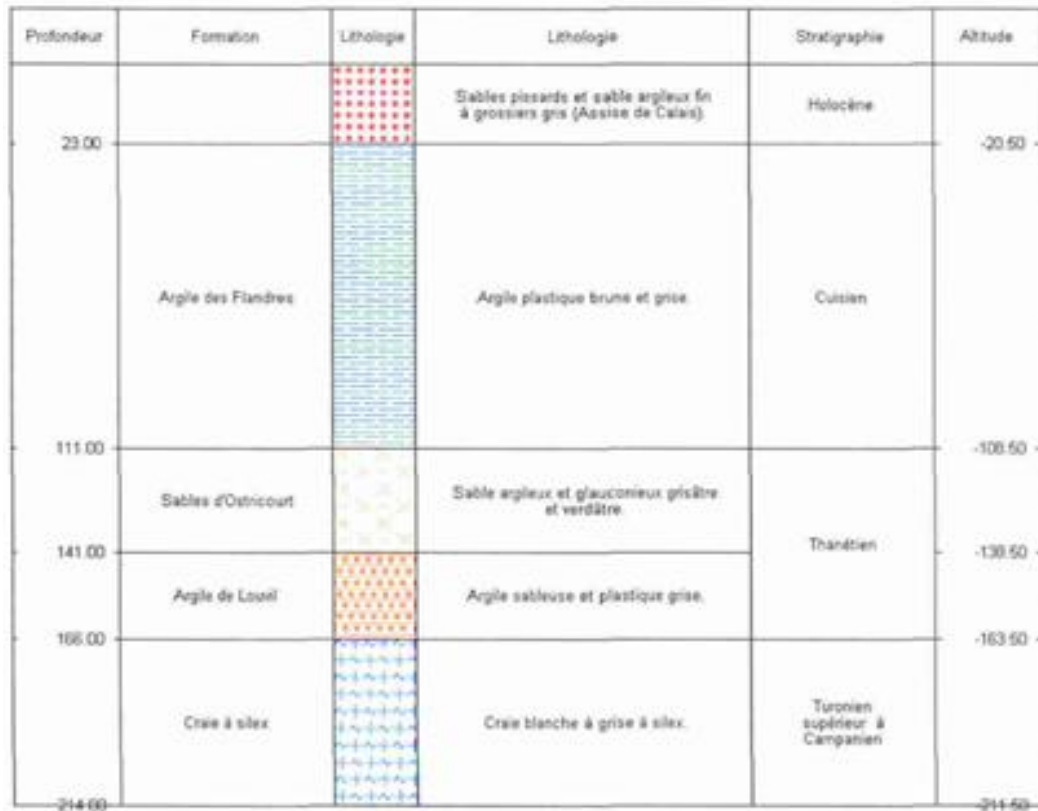 Profondeur
Formation
Lithologie
Lithologie
Stratigraphie
Altitude
Sables pissards et sable argileux fin
à grossiers gris (Assise de Calais)
Holocène
23.00
-20.50
Argile des Flandres
Argile plastique brune et grise.
Cuisien
111.00
-108.50
Sables d'Ostricourt
Sable argileux et glauconieux grisâtre
et verdâtre.
Thanétien
141.00
-138.50
Argile de Louvil
Argile sableuse et plastique grise.
166.00
-163.50
Craie à silex
Craie blanche à grise à silex.
Turonien
supérieur à
Campanien
214.00
-211.50